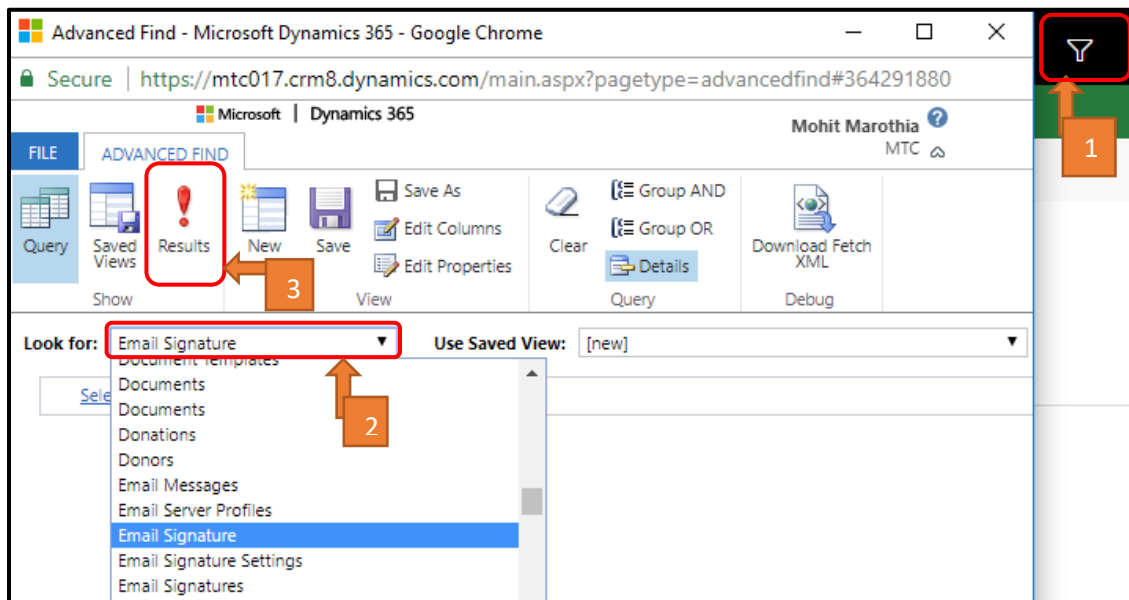 Advanced Find - Microsoft Dynamics 365 - Google Chrome
Secure | https://mtc017.crm8.dynamics.com/main.aspx?pagetype=advancedfind#364291880
1
Microsoft | Dynamics 365
Mohit Marothia
MTC
FILE ADVANCED FIND
Query
Saved Views
Results
New
Save
Save As
Edit Columns
Edit Properties
Clear
Group AND
Group OR
Details
Download Fetch XML
3
Show View Query Debug
Look for: Email Signature Use Saved View: [new]
2
Sele
Document Templates
Documents
Documents
Donations
Donors
Email Messages
Email Server Profiles
Email Signature
Email Signature Settings
Email Signatures